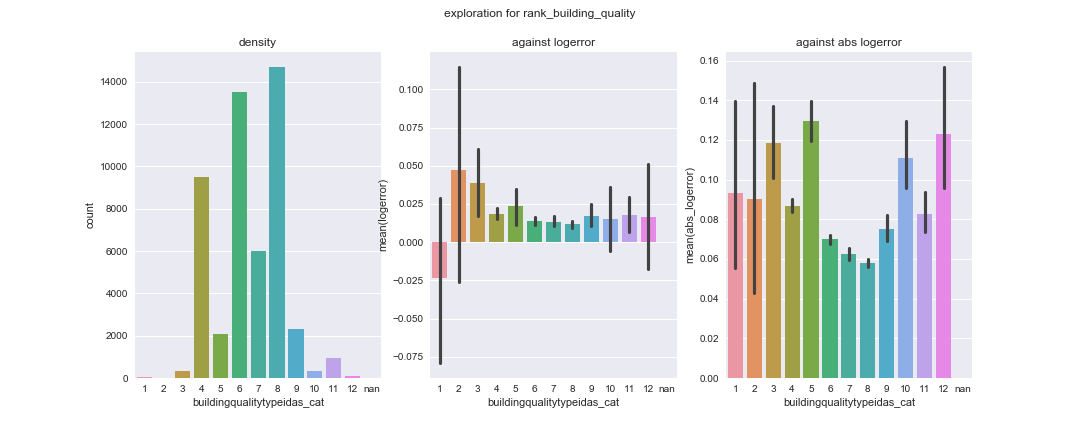 exploration for rank_building_quality
density
count
14000
12000
10000
8000
6000
4000
2000
0
1 2 3 4 5 6 7 8 9 10 11 12 nan
buildingqualitytypeidas_cat
against logerror
mean(logerror)
0.100
0.075
0.050
0.025
0.000
−0.025
−0.050
−0.075
1 2 3 4 5 6 7 8 9 10 11 12 nan
buildingqualitytypeidas_cat
against abs logerror
mean(abs_logerror)
0.16
0.14
0.12
0.10
0.08
0.06
0.04
0.02
0.00
1 2 3 4 5 6 7 8 9 10 11 12 nan
buildingqualitytypeidas_cat